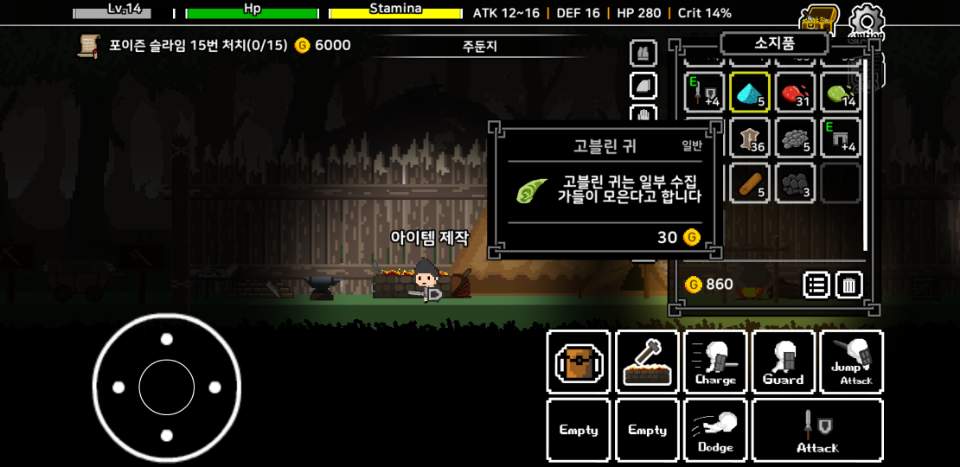 Lv.14
Hp
Stamina
ATK 12~16 | DEF 16 | HP 280 | Crit 14%
포이즌 슬라임 15번 처치(0/15) G 6000
주둔지
소지품
E
+4
5
31
14
36
5
E
+4
5
3
고블린 귀
일반
고블린 귀는 일부 수집
가들이 모은다고 합니다
30 G
G 860
아이템 제작
Charge
Guard
Jump
Attack
Empty
Empty
Dodge
Attack